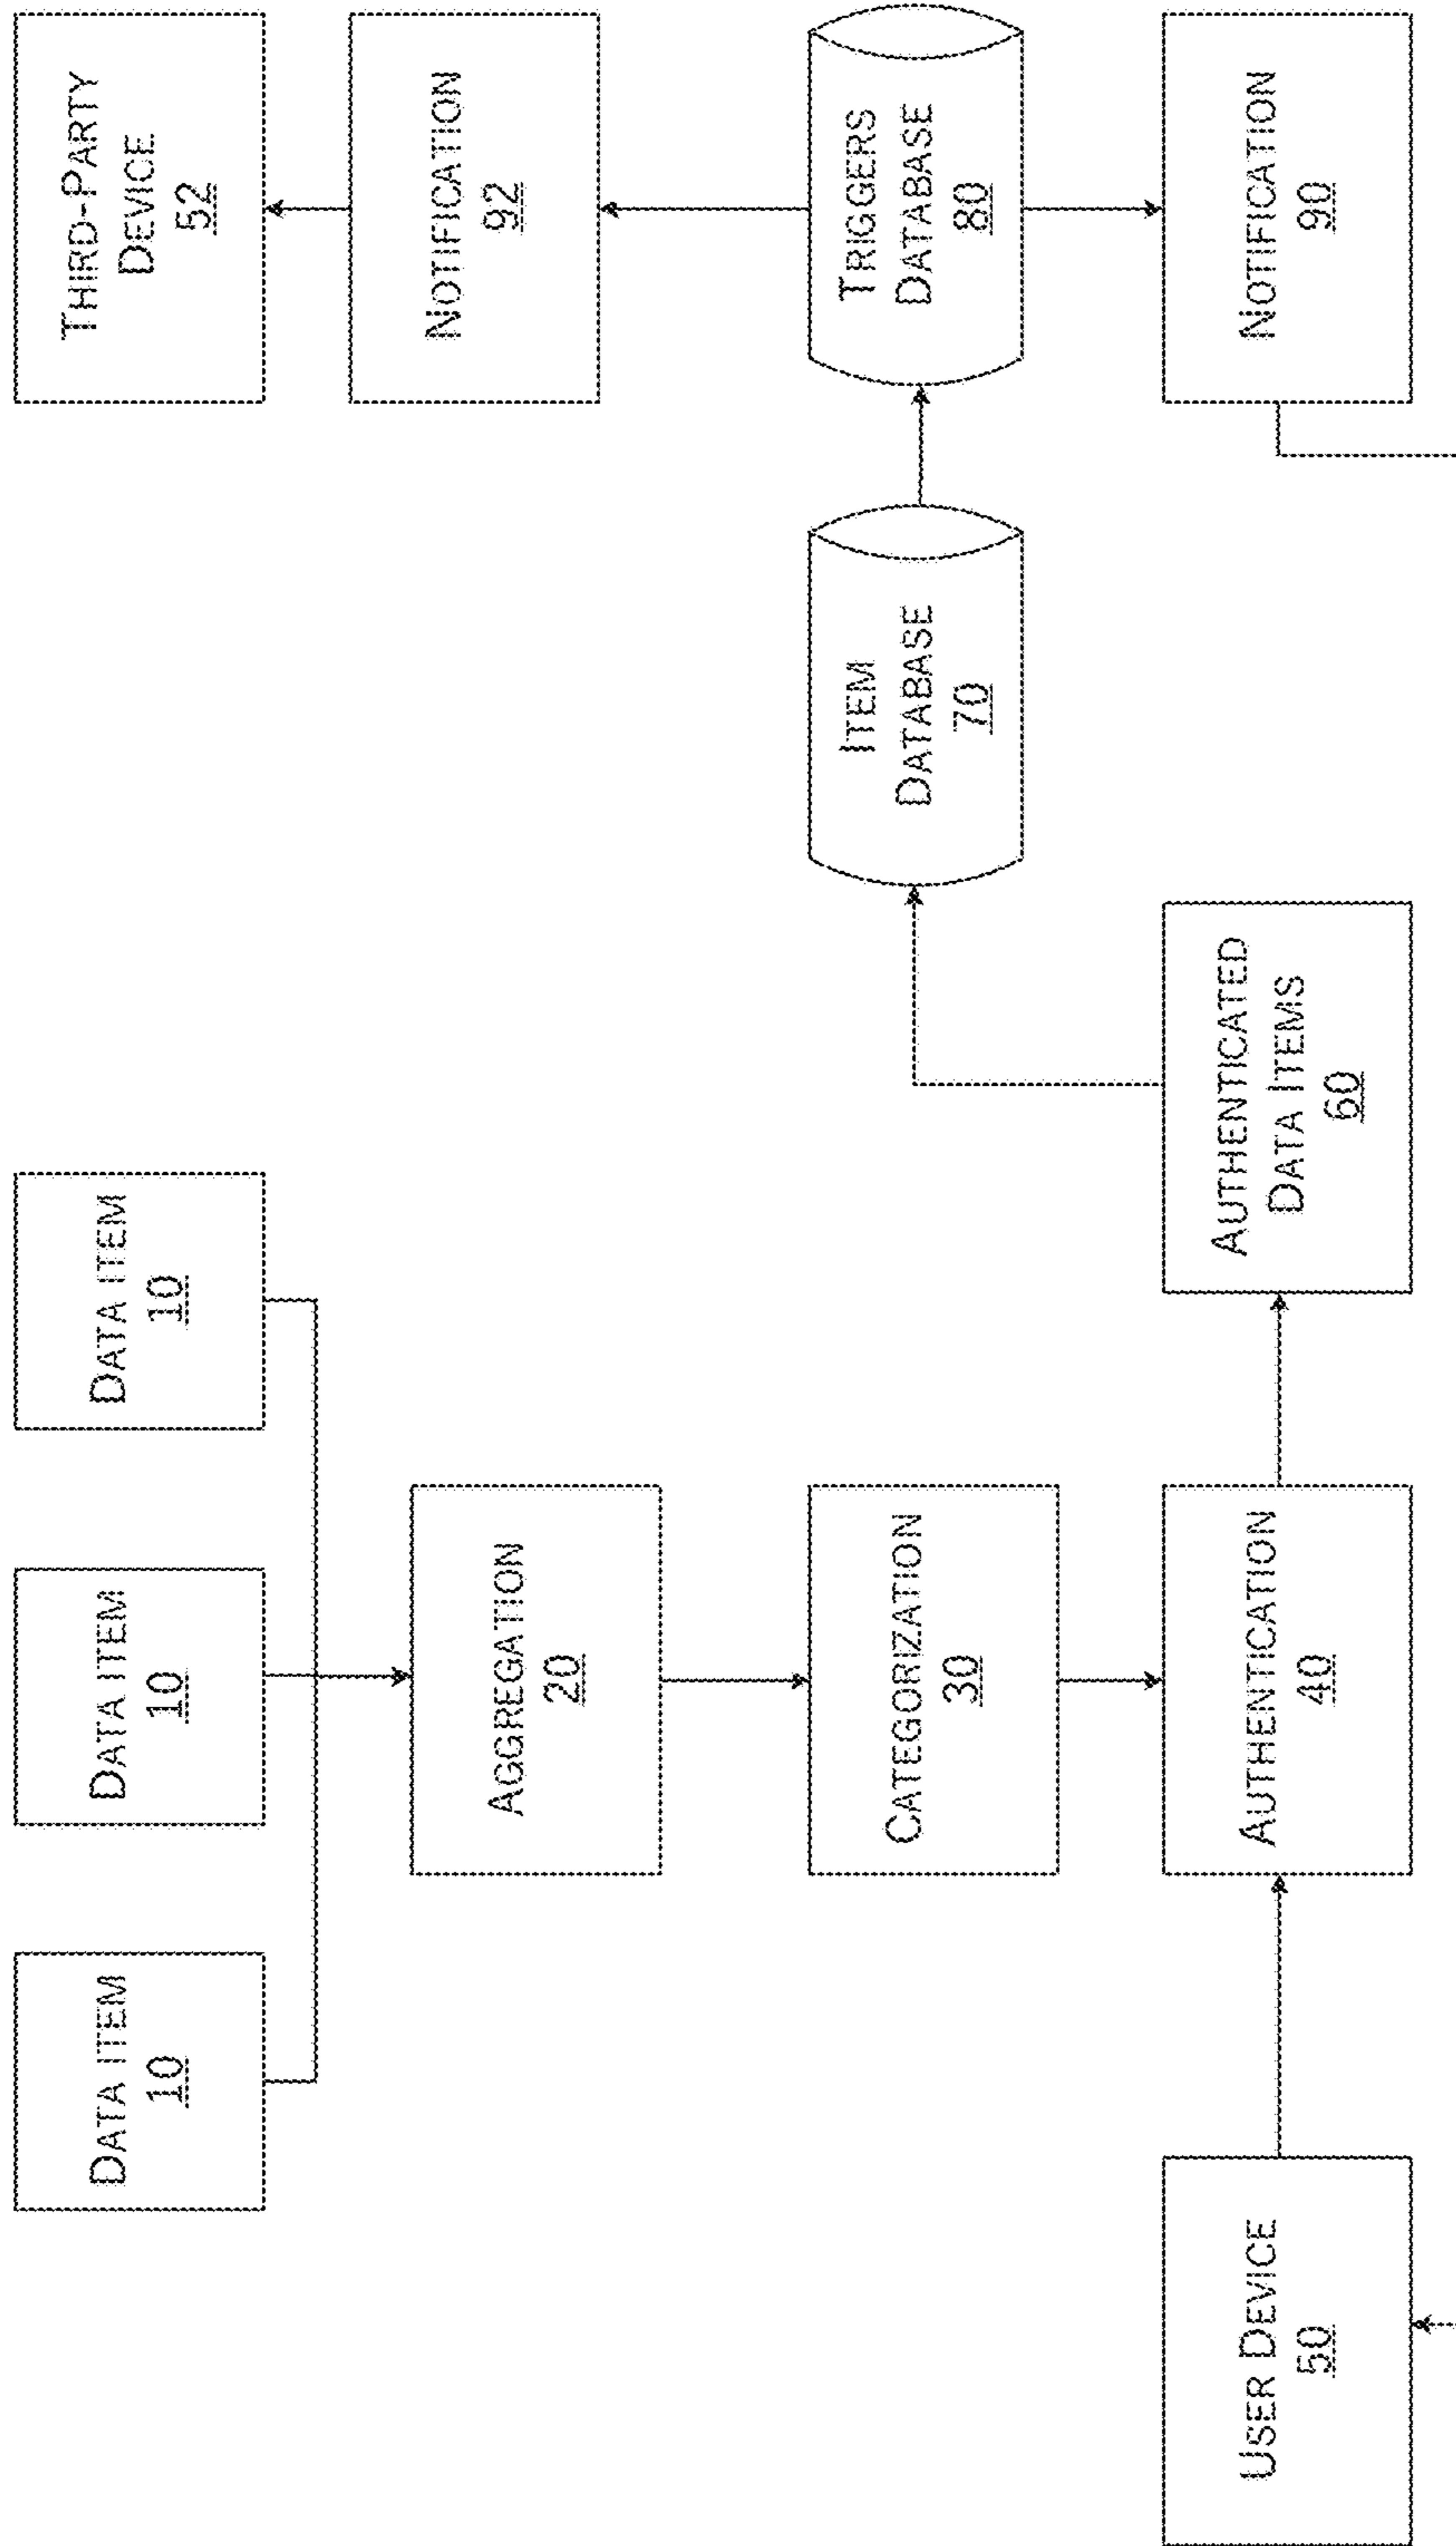 DATA ITEM
10
DATA ITEM
10
DATA ITEM
10
THIRD-PARTY
DEVICE
52
AGGREGATION
20
NOTIFICATION
92
CATEGORIZATION
30
ITEM
DATABASE
70
TRIGGERS
DATABASE
80
USER DEVICE
50
AUTHENTICATION
40
AUTHENTICATED
DATA ITEMS
60
NOTIFICATION
90